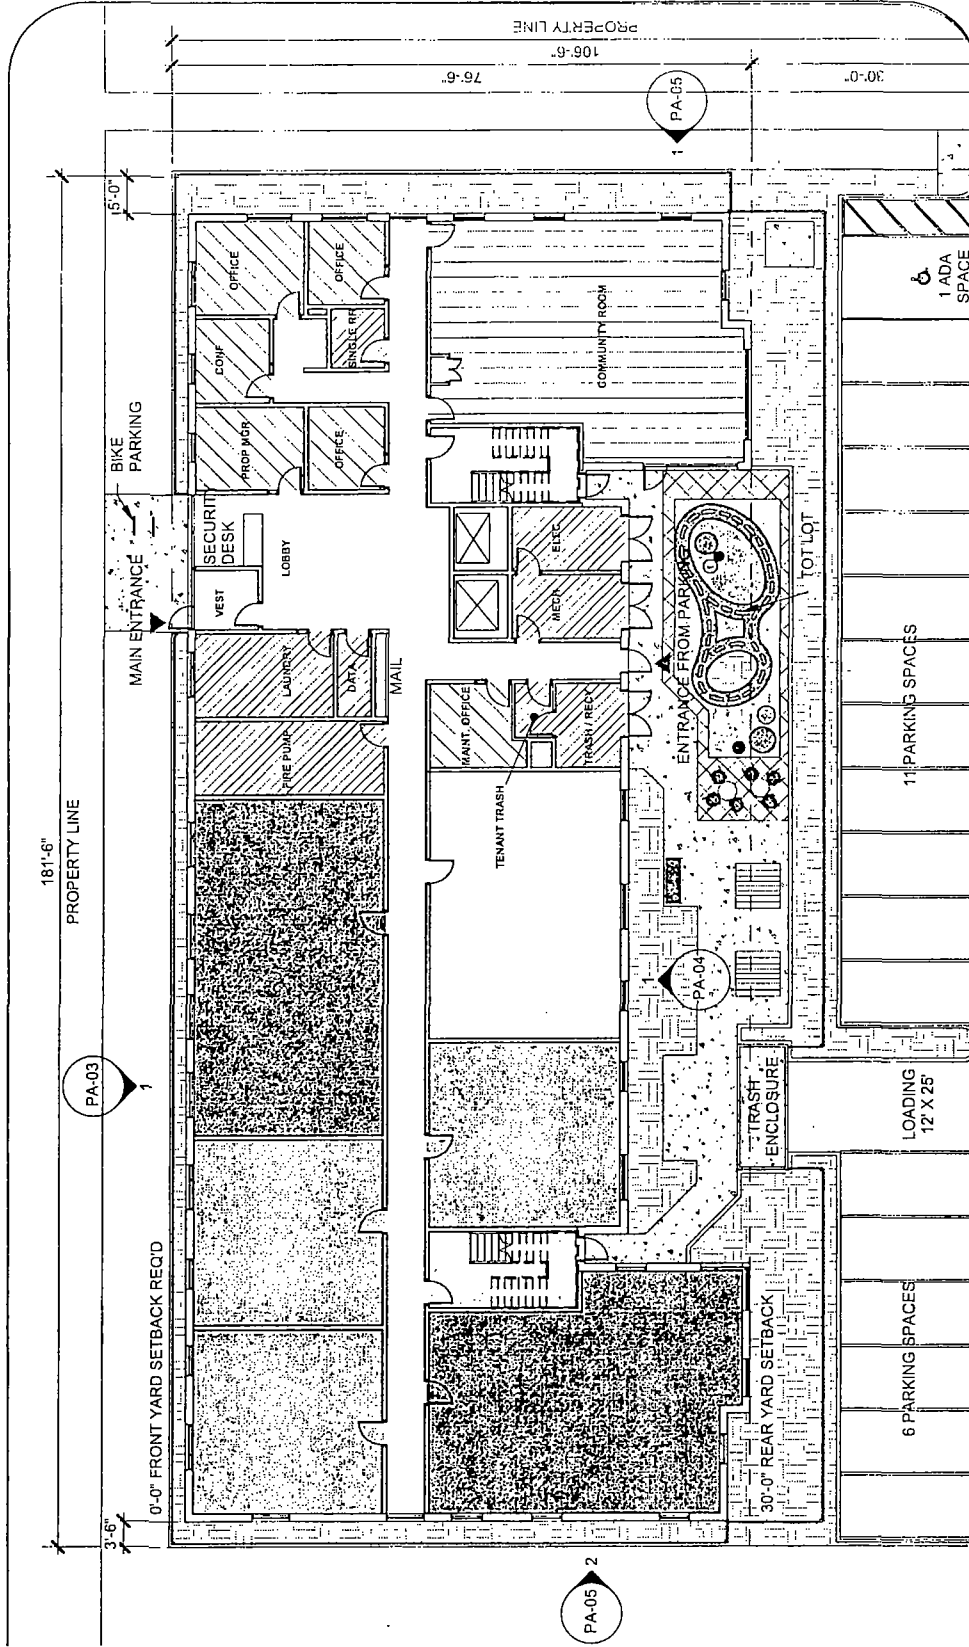 181'-6"
PROPERTY LINE
3'-6"
5'-0"
PA-03
1
0'-0" FRONT YARD SETBACK REQ'D
MAIN ENTRANCE
BIKE
PARKING
PROPERTY LINE
106'-6"
76'-6"
30'-0"
FIRE PUMP
LAUNDRY
DATA
MAIL
VEST
SECURIT
DESK
LOBBY
PROP MGR
CONF
OFFICE
OFFICE
OFFICE
SINGLE RR
TENANT TRASH
MAINT. OFFICE
TRASH / RECY
MECH
ELEC
COMMUNITY ROOM
PA-05
1
PA-05
2
PA-04
1
ENTRANCE FROM PARKING
TOT LOT
TRASH
ENCLOSURE
30'-0" REAR YARD SETBACK
6 PARKING SPACES
LOADING
12' X 25'
11 PARKING SPACES
1 ADA
SPACE